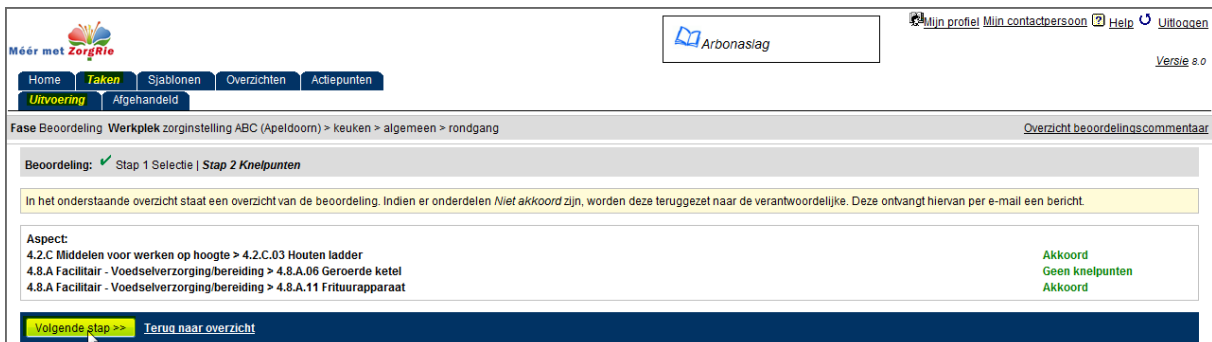 Mijn profiel Mijn contactpersoon ? Help Uitloggen
Méér met ZorgRie
Arbonaslag
Versie 8.0
Home Taken Sjablonen Overzichten Actiepunten
Uitvoering Afgehandeld
Fase Beoordeling Werkplek zorginstelling ABC (Apeldoorn) > keuken > algemeen > rondgang Overzicht beoordelingscommentaar
Beoordeling: Stap 1 Selectie | Stap 2 Knelpunten
In het onderstaande overzicht staat een overzicht van de beoordeling. Indien er onderdelen Niet akkoord zijn, worden deze teruggezet naar de verantwoordelijke. Deze ontvangt hiervan per e-mail een bericht.
Aspect:
4.2.C Middelen voor werken op hoogte > 4.2.C.03 Houten ladder Akkoord
4.8.A Facilitair - Voedselverzorging/bereiding > 4.8.A.06 Geroerde ketel Geen knelpunten
4.8.A Facilitair - Voedselverzorging/bereiding > 4.8.A.11 Frituurapparaat Akkoord
Volgende stap >> Terug naar overzicht